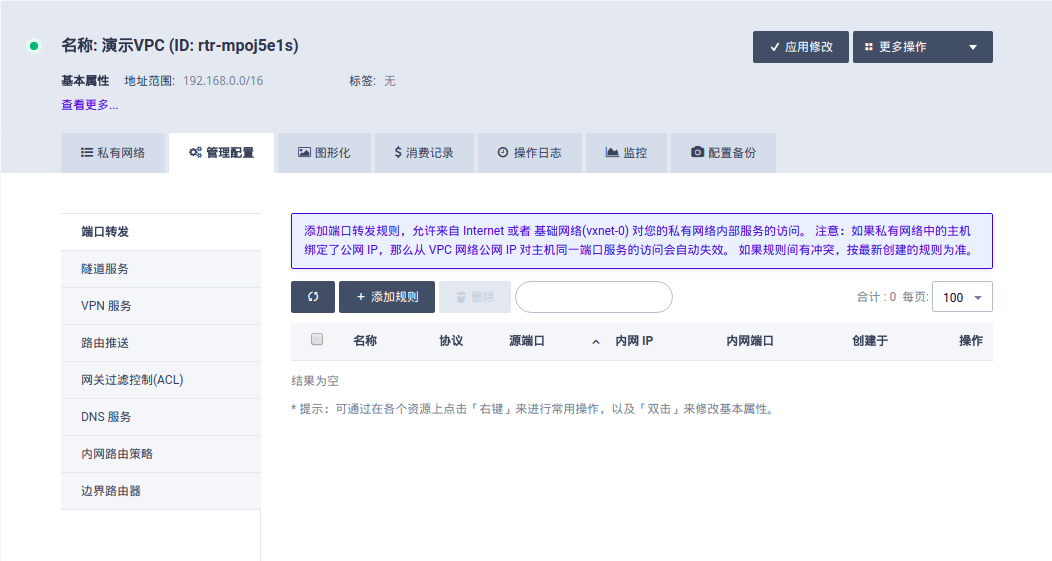 名称: 演示VPC (ID: rtr-mpoj5e1s)
应用修改
更多操作
基本属性 地址范围: 192.168.0.0/16 标签: 无
查看更多...
私有网络
管理配置
图形化
$ 消费记录
操作日志
监控
配置备份
端口转发
隧道服务
VPN 服务
路由推送
网关过滤控制(ACL)
DNS 服务
内网路由策略
边界路由器
添加端口转发规则，允许来自 Internet 或者 基础网络(vxnet-0) 对您的私有网络内部服务的访问。 注意：如果私有网络中的主机
绑定了公网 IP，那么从 VPC 网络公网 IP 对主机同一端口服务的访问会自动失效。 如果规则间有冲突，按最新创建的规则为准。
+ 添加规则
删除
合计 : 0 每页: 100
名称 协议 源端口 内网 IP 内网端口 创建于 操作
结果为空
* 提示：可通过在各个资源上点击「右键」来进行常用操作，以及「双击」来修改基本属性。